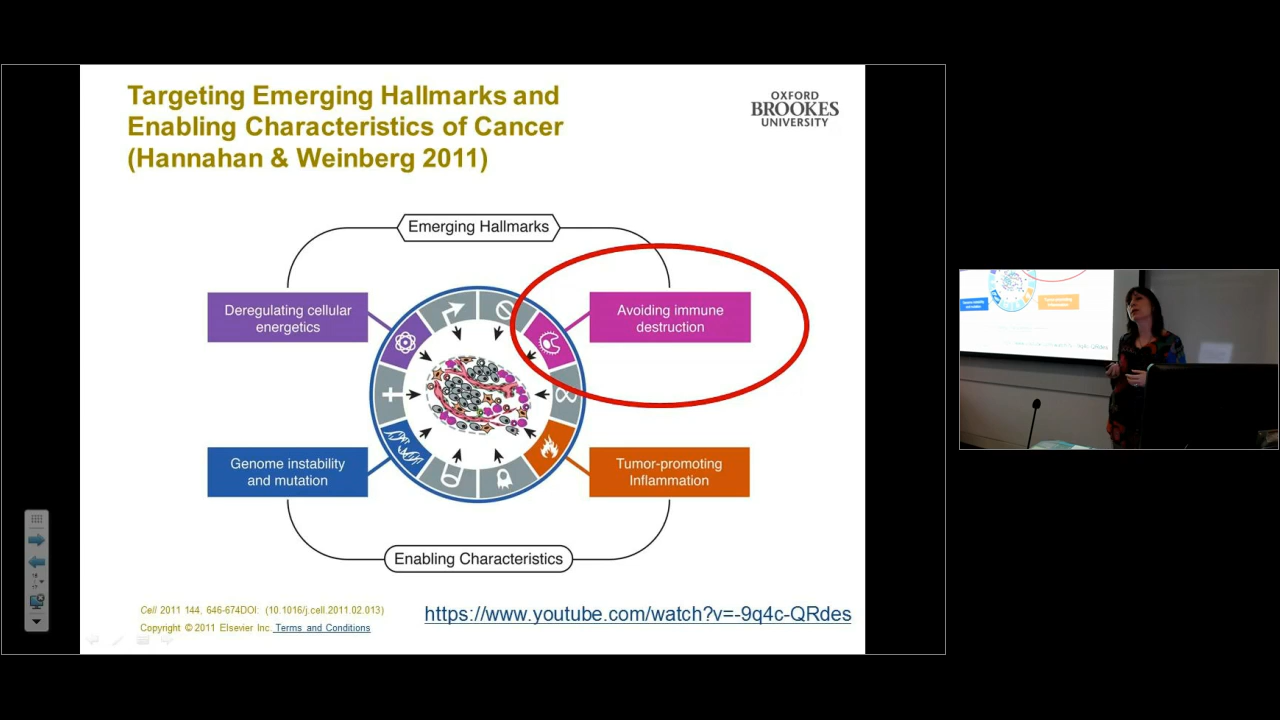 Targeting Emerging Hallmarks and
Enabling Characteristics of Cancer
(Hannahan & Weinberg 2011)
OXFORD
BROOKES
UNIVERSITY
Emerging Hallmarks
Deregulating cellular
energetics
Avoiding immune
destruction
Genome instability
and mutation
Tumor-promoting
Inflammation
Enabling Characteristics
Cell 2011 144, 646-674DOI: (10.1016/j.cell.2011.02.013)
Copyright © 2011 Elsevier Inc. Terms and Conditions
https://www.youtube.com/watch?v=-9q4c-QRdes